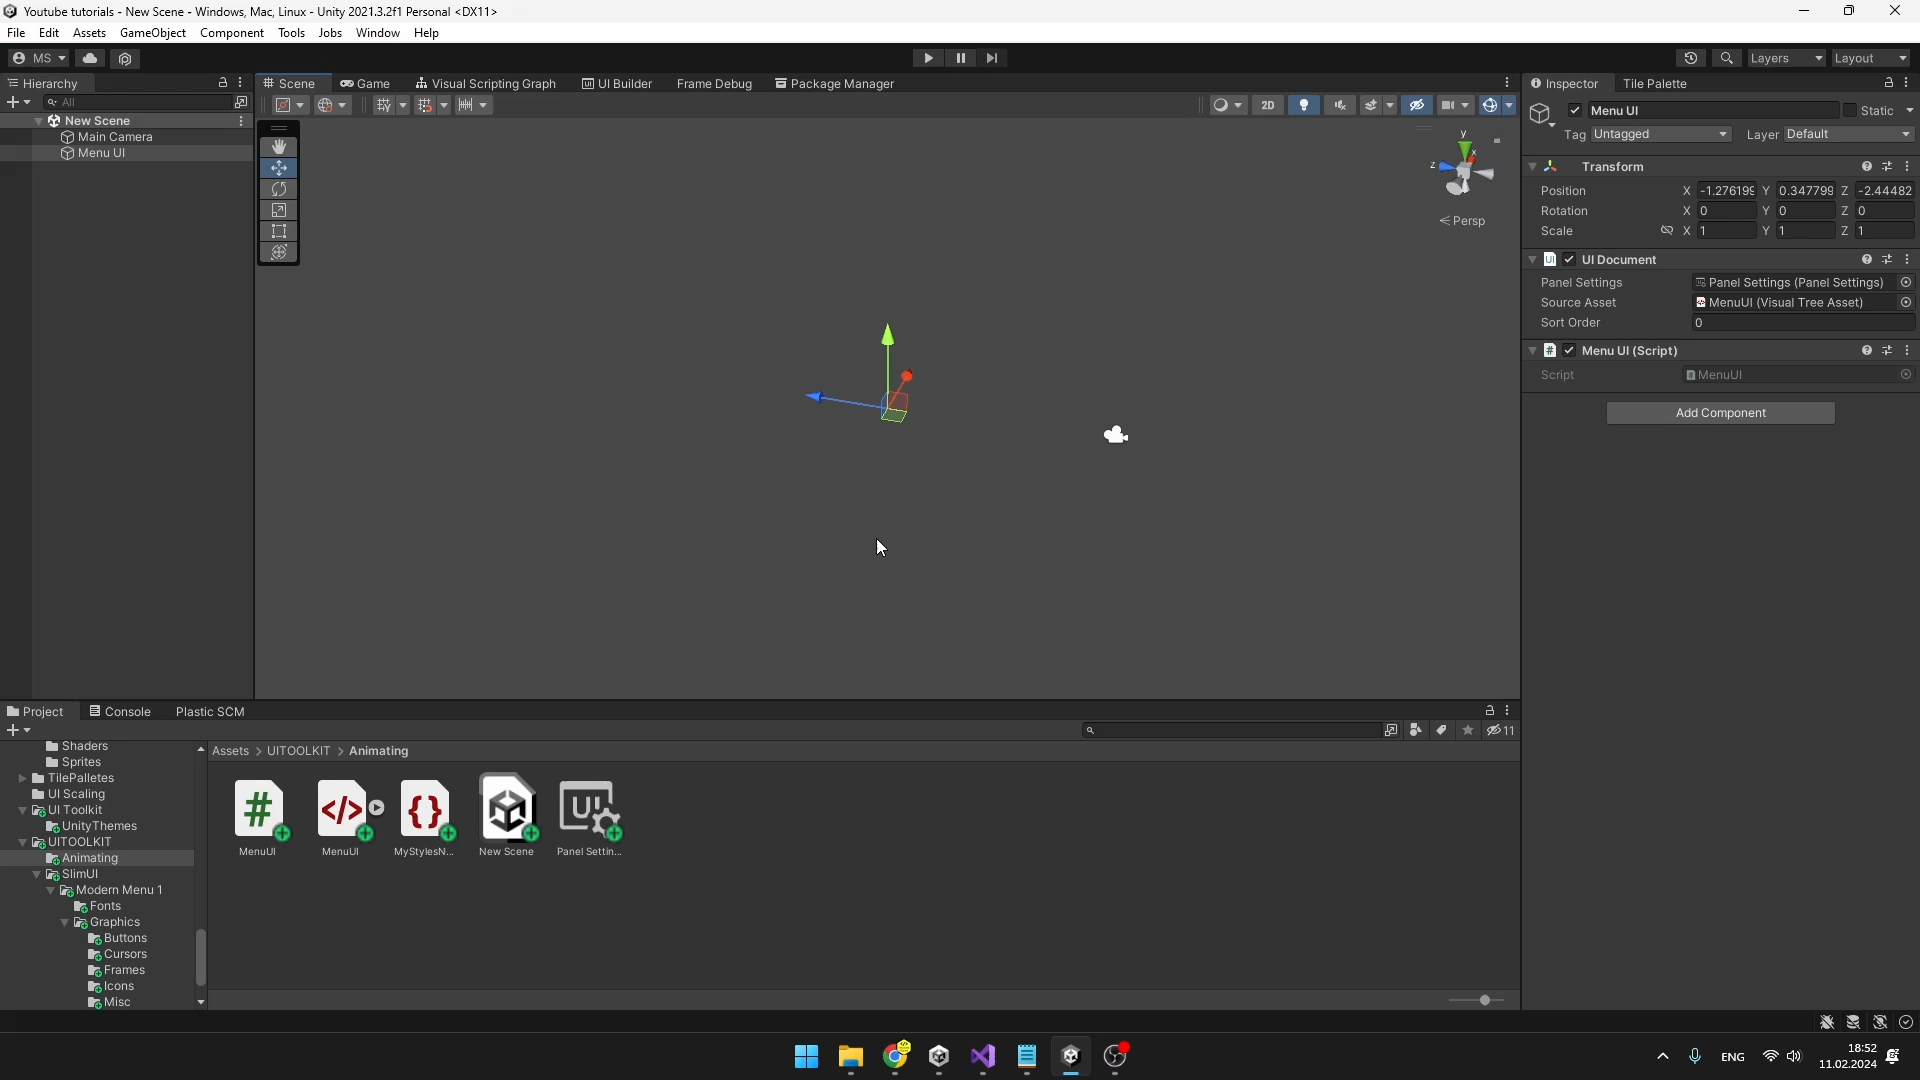 Youtube tutorials - New Scene - Windows, Mac, Linux - Unity 2021.3.2f1 Personal <DX11>
File Edit Assets GameObject Component Tools Jobs Window Help
MS Layers Layout
Hierarchy
All
New Scene
Main Camera
Menu UI
Scene Game Visual Scripting Graph UI Builder Frame Debug Package Manager
2D
y
x
z
Persp
Inspector Tile Palette
Menu UI Static
Tag Untagged Layer Default
Transform
Position X -1.276199 Y 0.347799 Z -2.44482
Rotation X 0 Y 0 Z 0
Scale X 1 Y 1 Z 1
UI Document
Panel Settings Panel Settings (Panel Settings)
Source Asset MenuUI (Visual Tree Asset)
Sort Order 0
Menu UI (Script)
Script MenuUI
Add Component
Project Console Plastic SCM
11
Shaders
Sprites
TilePalletes
UI Scaling
UI Toolkit
UnityThemes
UITOOLKIT
Animating
SlimUI
Modern Menu 1
Fonts
Graphics
Buttons
Cursors
Frames
Icons
Misc
Assets > UITOOLKIT > Animating
MenuUI MenuUI MyStylesN... New Scene Panel Settin...
ENG
18:52
11.02.2024